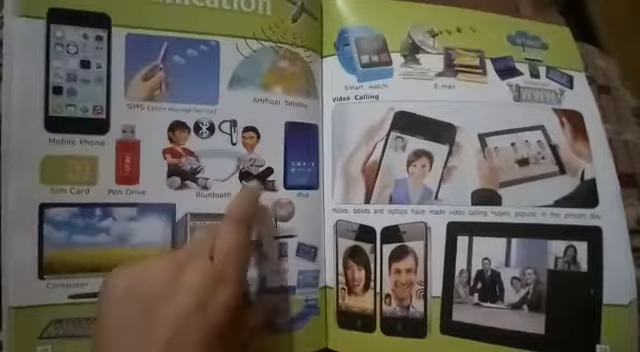 Mobile Phone
SMS (Short Message Service)
Artificial Satellite
Sim Card
Pen Drive
Bluetooth
iPod
Computer
Smart watch
E-mail
WWW
Video Calling
Mobiles, tablets and laptops have made video calling hugely popular in the present day